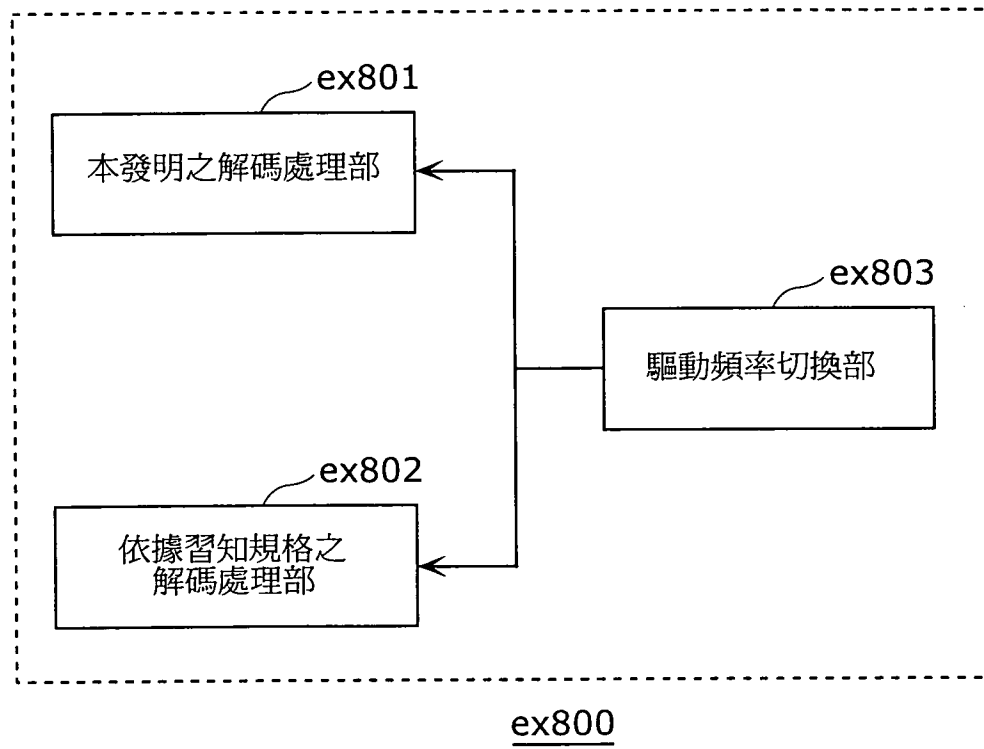 ex801
本發明之解碼處理部
ex803
驅動頻率切換部
ex802
依據習知規格之
解碼處理部
ex800